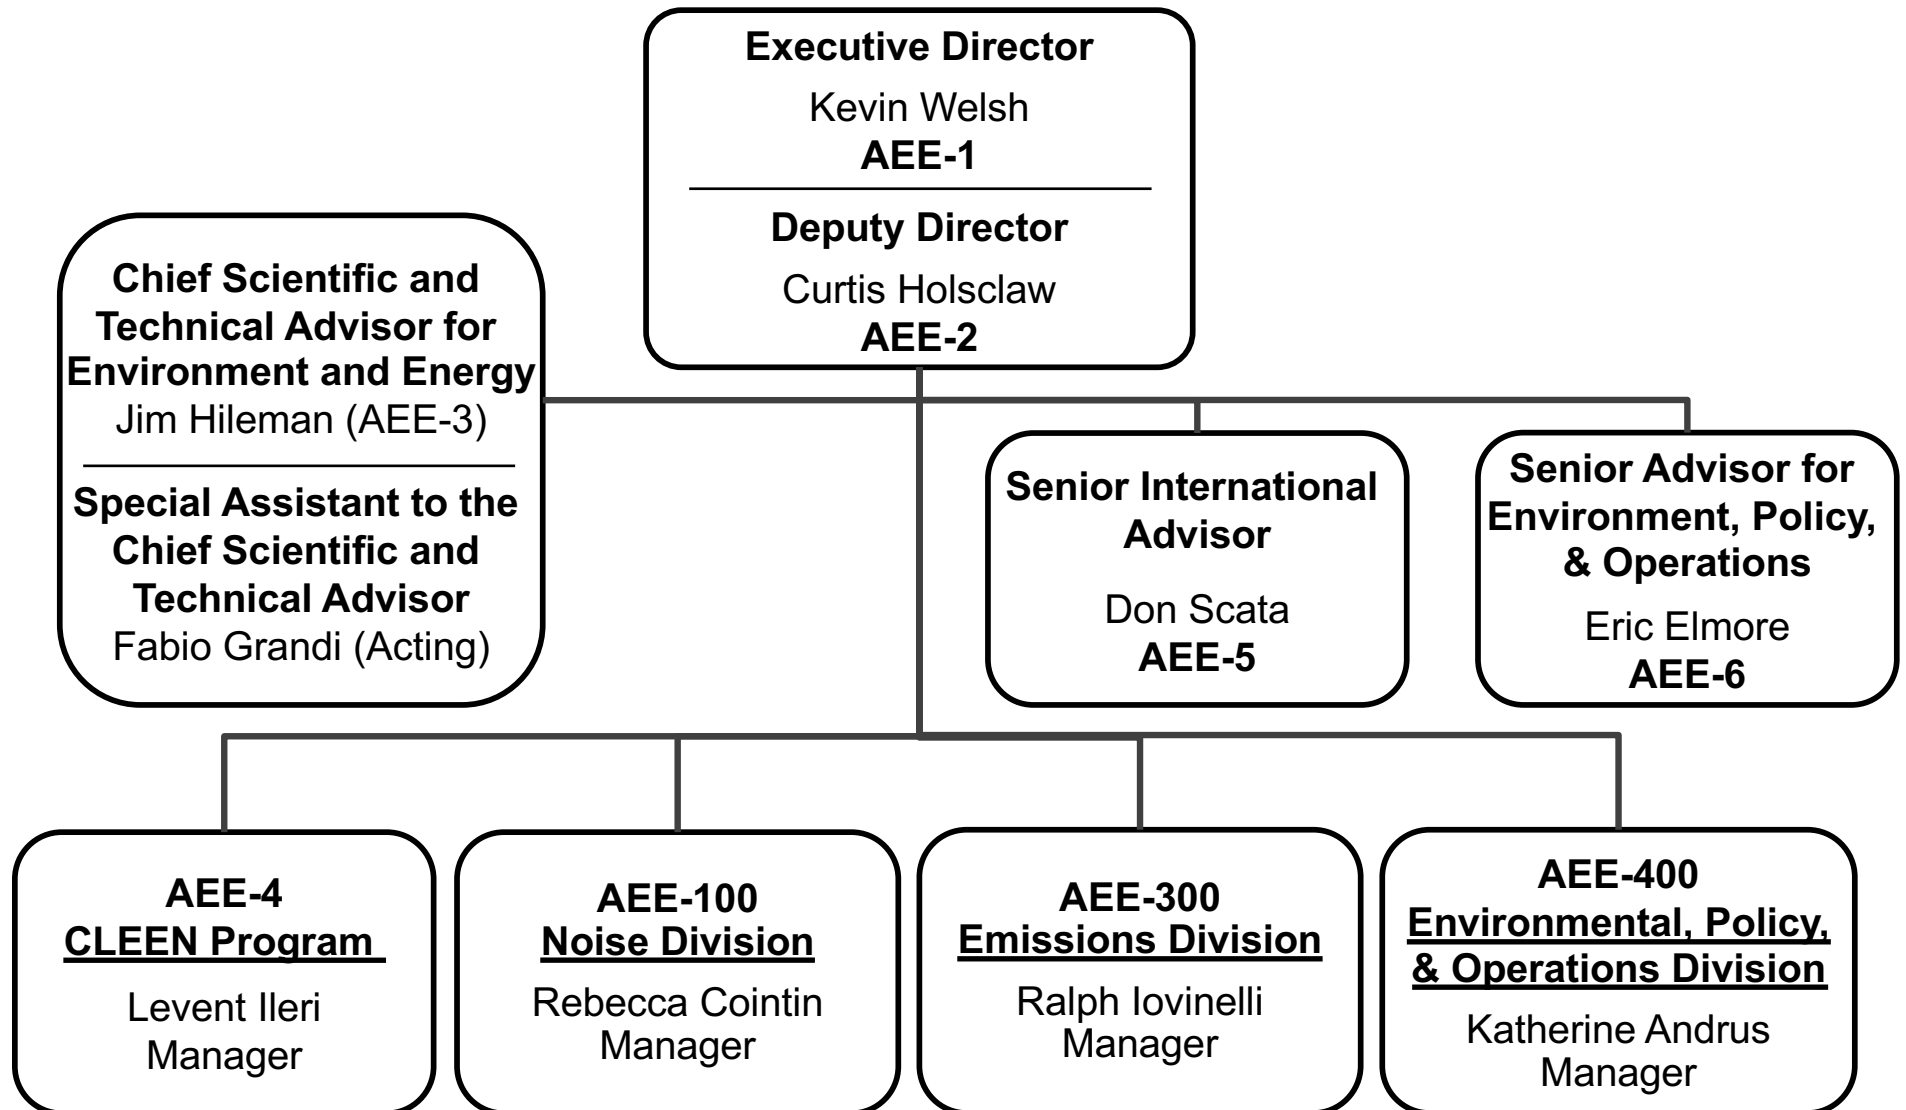 Executive Director
Kevin Welsh
AEE-1
Deputy Director
Curtis Holsclaw
AEE-2
Chief Scientific and
Technical Advisor for
Environment and Energy
Jim Hileman (AEE-3)
Special Assistant to the
Chief Scientific and
Technical Advisor
Fabio Grandi (Acting)
Senior International
Advisor
Don Scata
AEE-5
Senior Advisor for
Environment, Policy,
& Operations
Eric Elmore
AEE-6
AEE-4
CLEEN Program
Levent Ileri
Manager
AEE-100
Noise Division
Rebecca Cointin
Manager
AEE-300
Emissions Division
Ralph Iovinelli
Manager
AEE-400
Environmental, Policy,
& Operations Division
Katherine Andrus
Manager